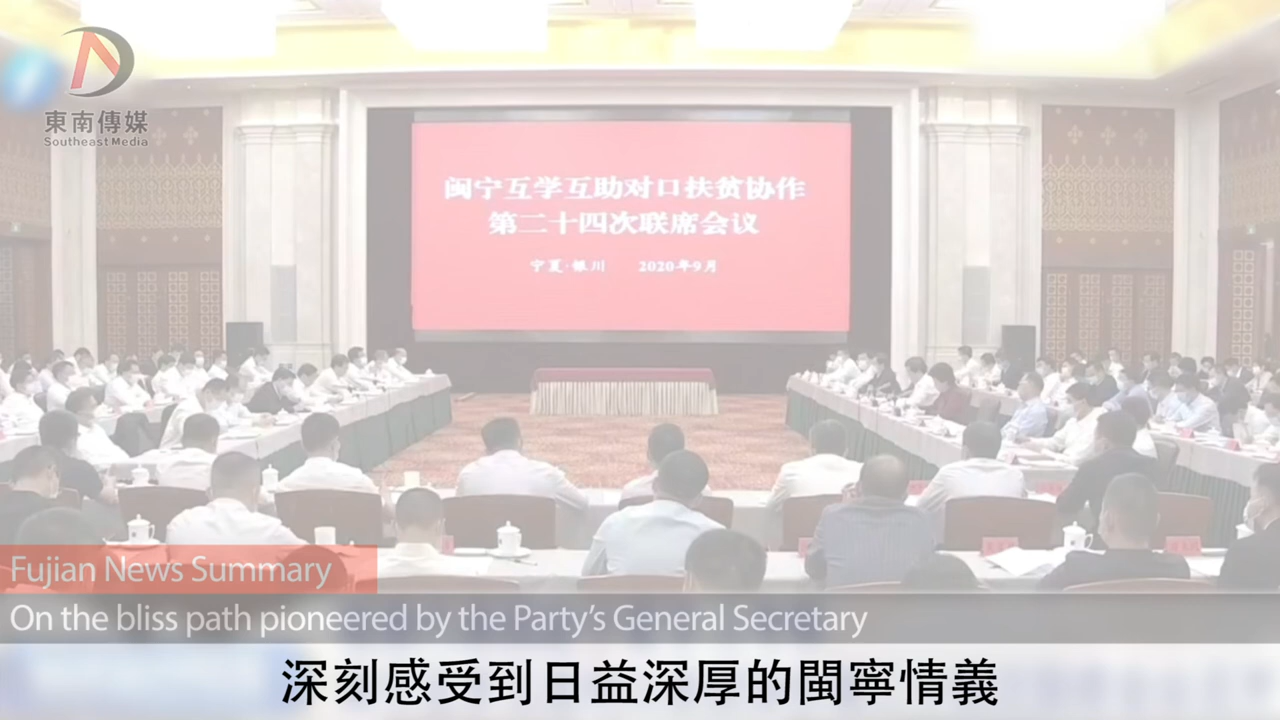 東南傳媒
Southeast Media
闽宁互学互助对口扶贫协作
第二十四次联席会议
宁夏·银川 2020年9月
Fujian News Summary
On the bliss path pioneered by the Party's General Secretary
深刻感受到日益深厚的閩寧情義